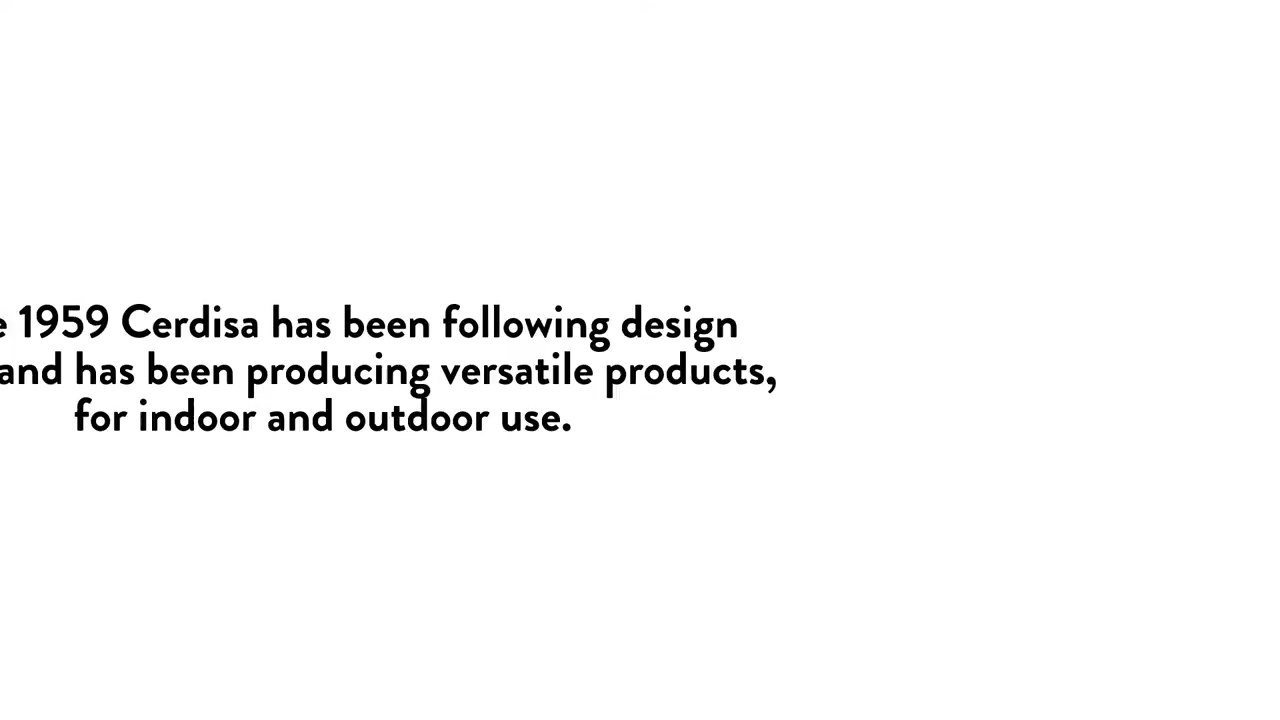 e 1959 Cerdisa has been following design
and has been producing versatile products,
for indoor and outdoor use.